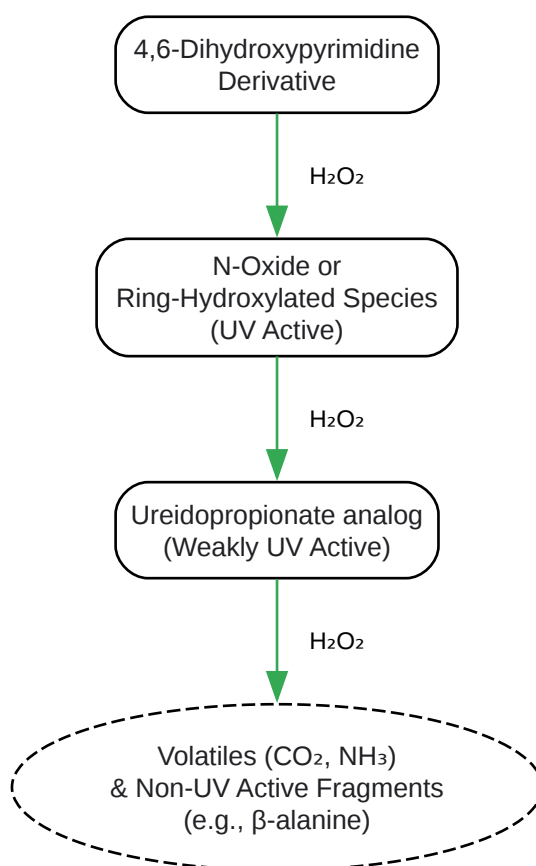 4,6-Dihydroxypyrimidine
Derivative
H₂O₂
N-Oxide or
Ring-Hydroxylated Species
(UV Active)
H₂O₂
Ureidopropionate analog
(Weakly UV Active)
H₂O₂
Volatiles (CO₂, NH₃)
& Non-UV Active Fragments
(e.g., β-alanine)